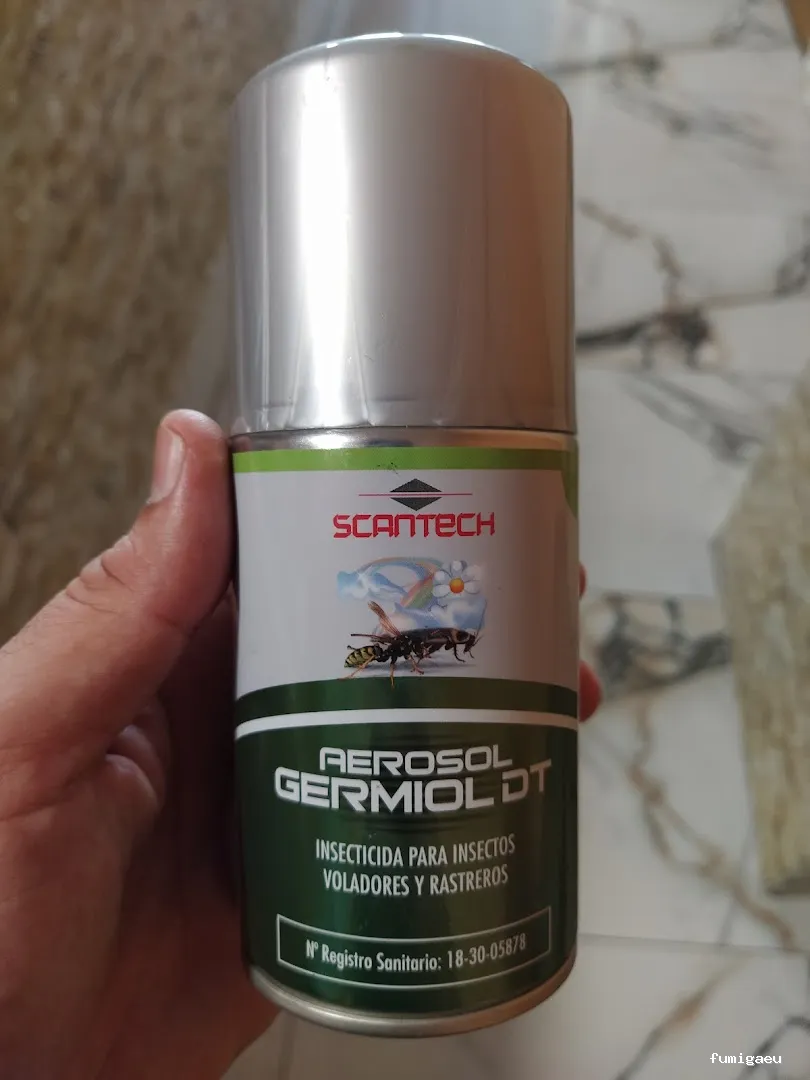 SCANTECH
AEROSOL
GERMIOL DT
INSECTICIDA PARA INSECTOS
VOLADORES Y RASTREROS
Nº Registro Sanitario: 18-30-05878
fumigaeu